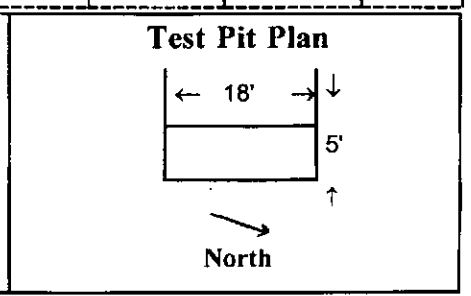 Test Pit Plan
← 18' → ↓
5'
↑
North